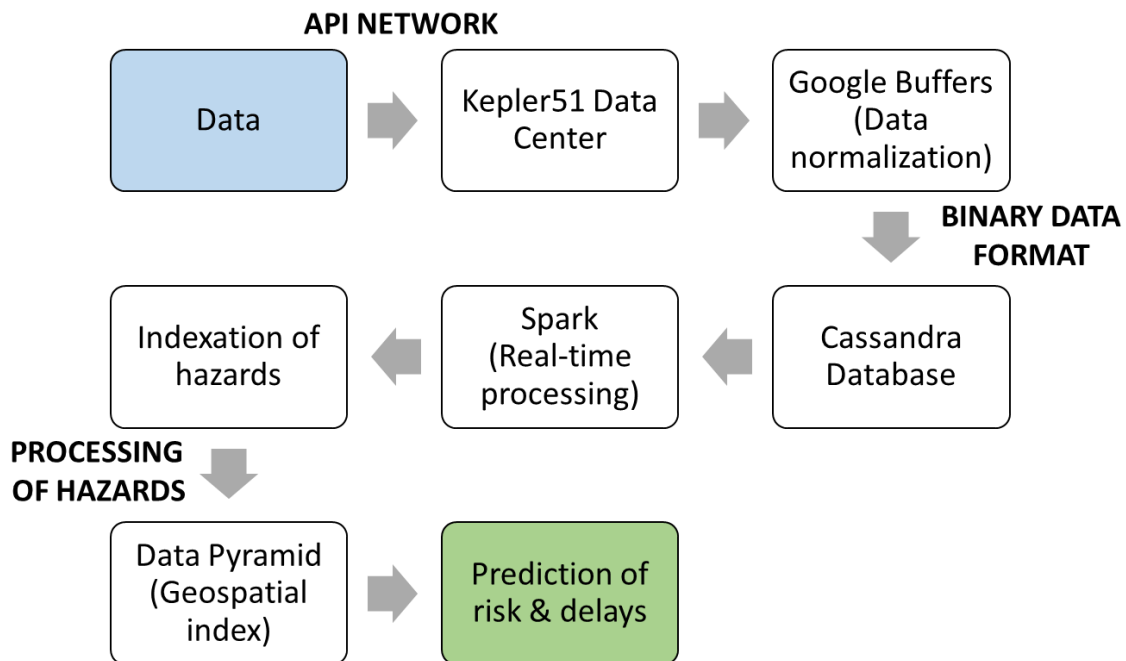 API NETWORK
Data
Kepler51 Data
Center
Google Buffers
(Data
normalization)
BINARY DATA
FORMAT
Indexation of
hazards
Spark
(Real-time
processing)
Cassandra
Database
PROCESSING
OF HAZARDS
Data Pyramid
(Geospatial
index)
Prediction of
risk & delays